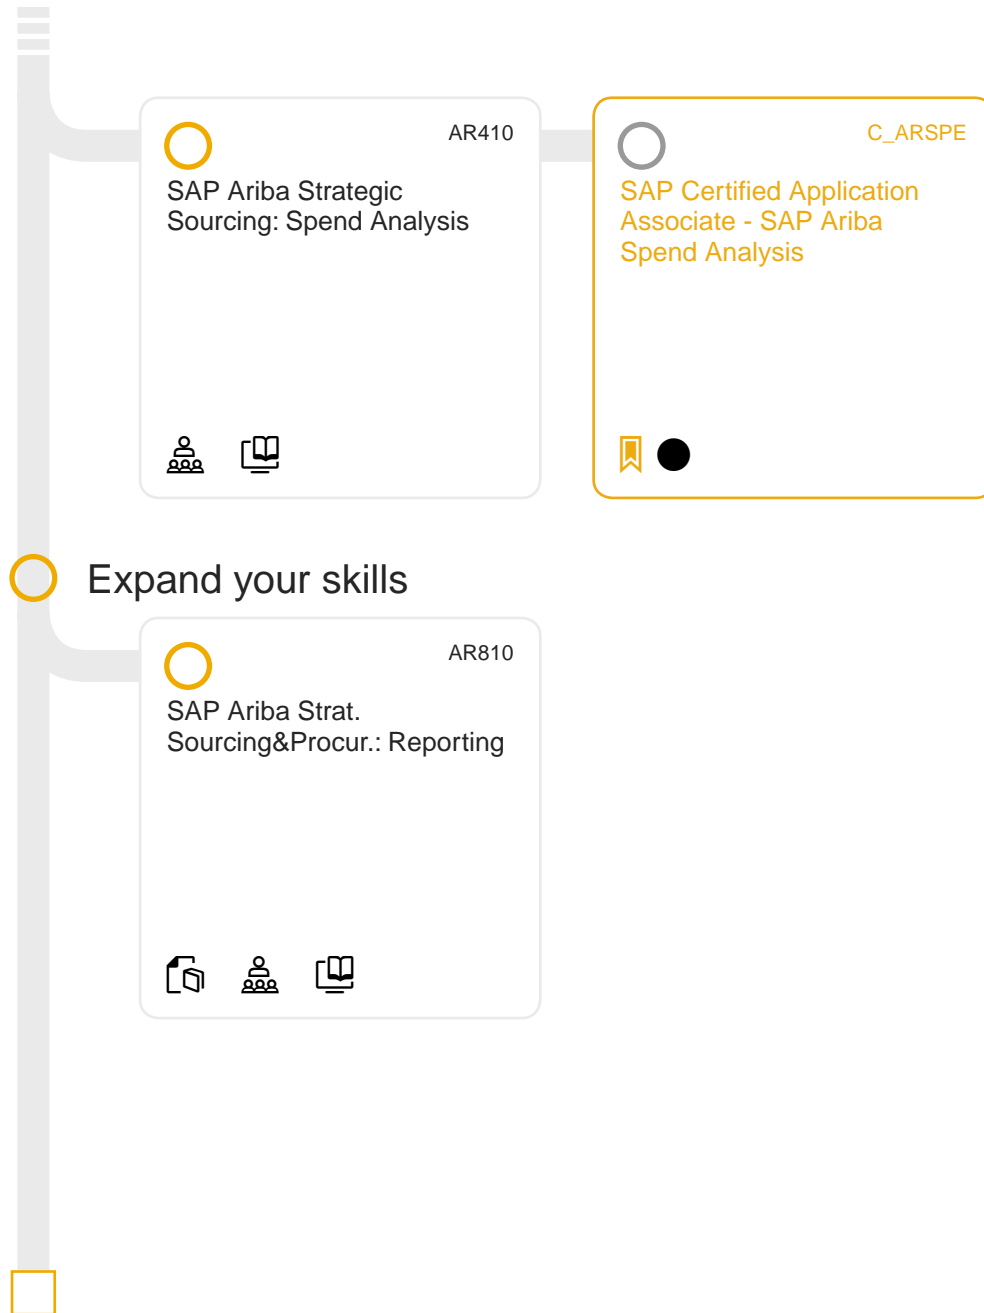 AR410
SAP Ariba Strategic
Sourcing: Spend Analysis
C_ARSPE
SAP Certified Application
Associate - SAP Ariba
Spend Analysis
Expand your skills
AR810
SAP Ariba Strat.
Sourcing&Procur.: Reporting